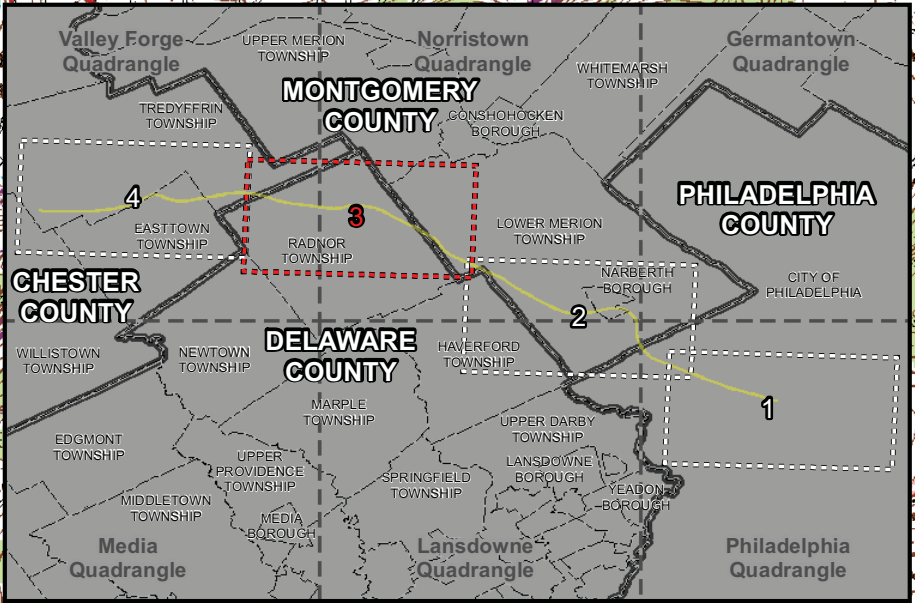 Valley Forge
Quadrangle
UPPER MERION
TOWNSHIP
Norristown
Quadrangle
Germantown
Quadrangle
WHITEMARSH
TOWNSHIP
MONTGOMERY
COUNTY
TREDYFFRIN
TOWNSHIP
CONSHOHOCKEN
BOROUGH
PHILADELPHIA
COUNTY
4
3
EASTTOWN
TOWNSHIP
RADNOR
TOWNSHIP
LOWER MERION
TOWNSHIP
CHESTER
COUNTY
NARBERTH
BOROUGH
CITY OF
PHILADELPHIA
2
DELAWARE
COUNTY
WILLISTOWN
TOWNSHIP
NEWTOWN
TOWNSHIP
HAVERFORD
TOWNSHIP
1
MARPLE
TOWNSHIP
UPPER DARBY
TOWNSHIP
EDGMONT
TOWNSHIP
UPPER
PROVIDENCE
TOWNSHIP
SPRINGFIELD
TOWNSHIP
LANSDOWNE
BOROUGH
YEADON
BOROUGH
MIDDLETOWN
TOWNSHIP
MEDIA
BOROUGH
Media
Quadrangle
Lansdowne
Quadrangle
Philadelphia
Quadrangle